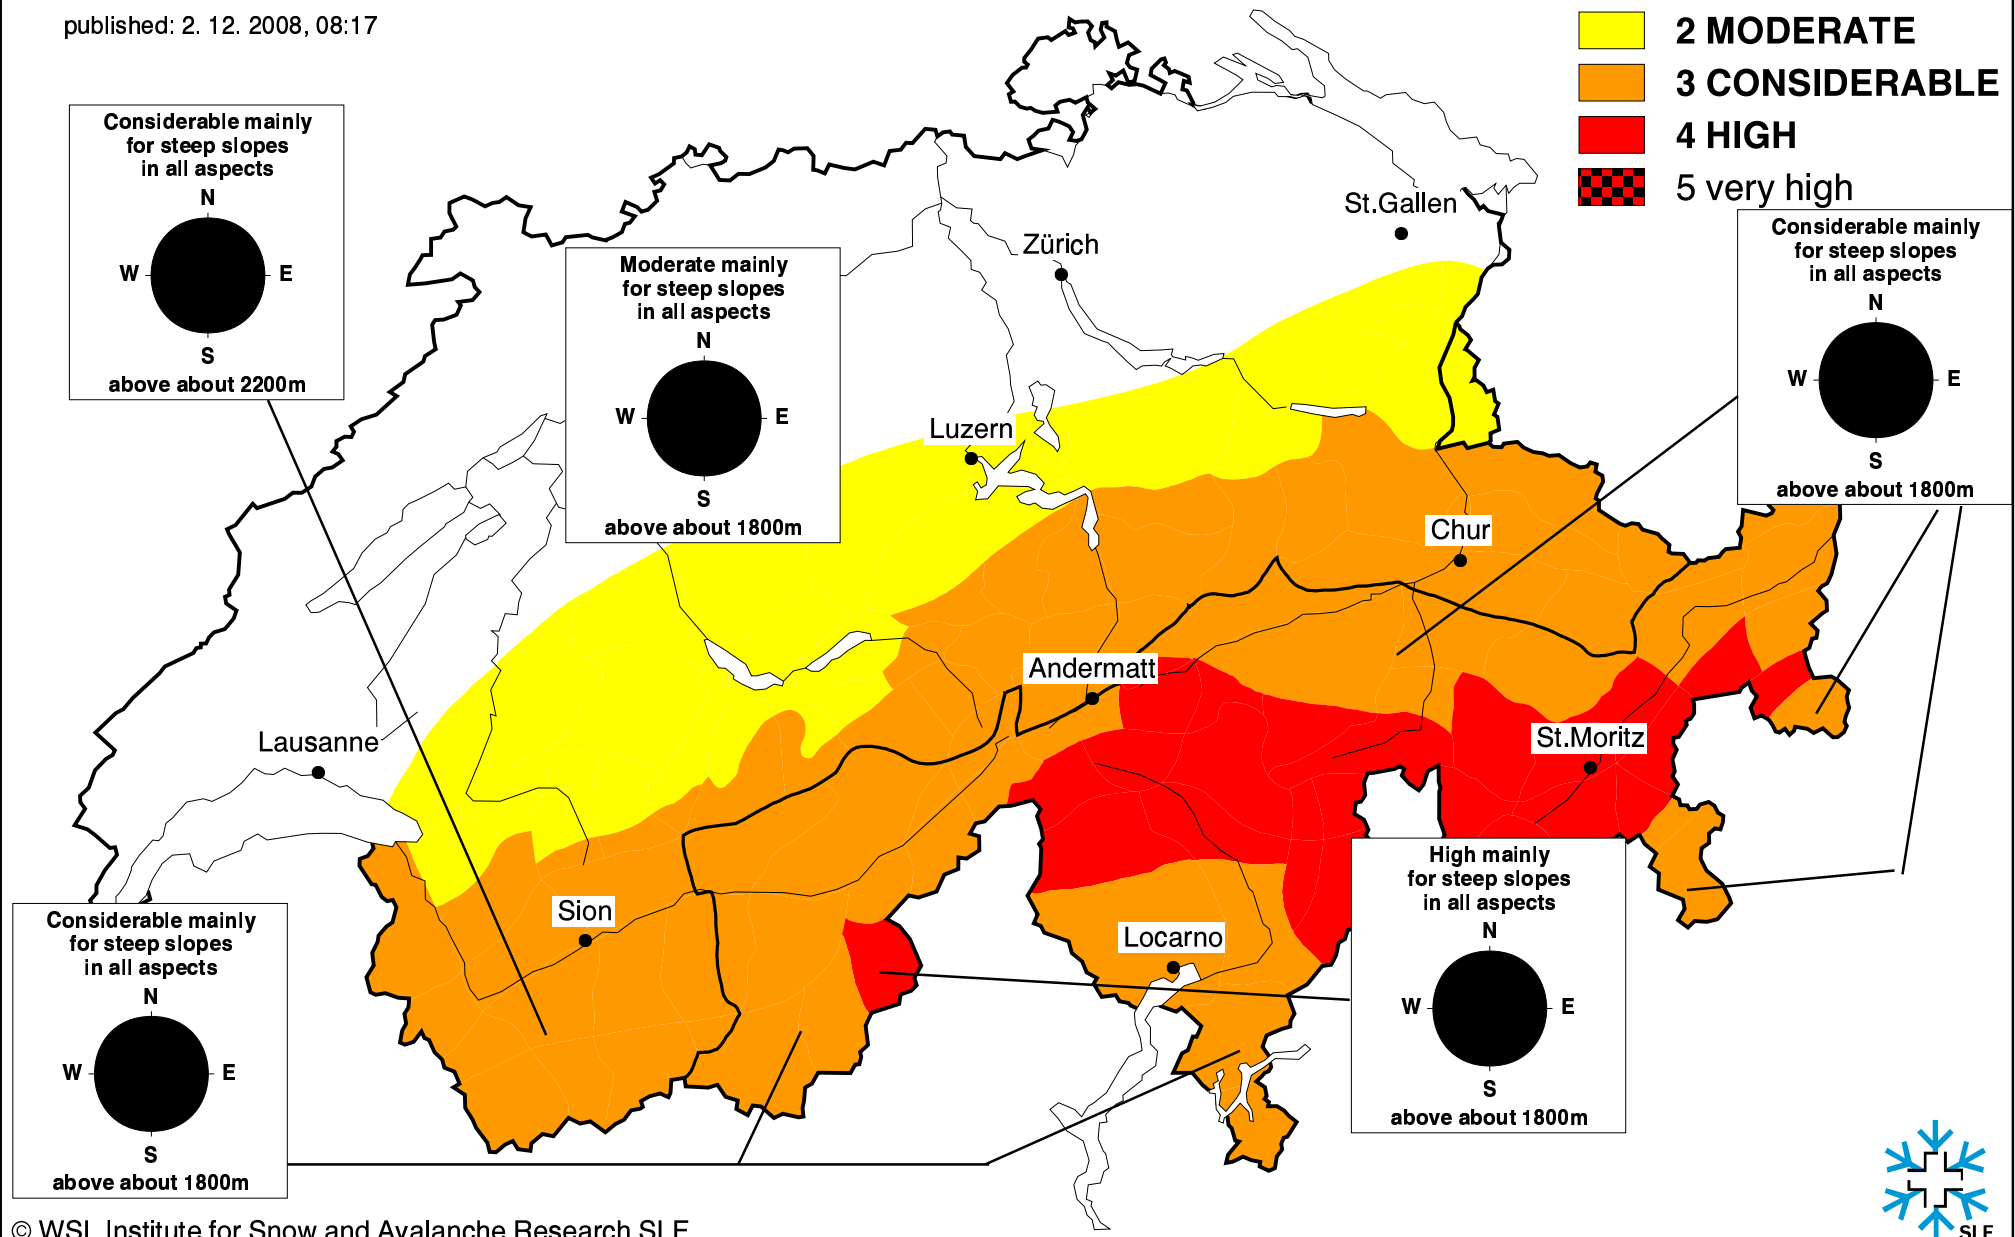 published: 2. 12. 2008, 08:17
2 MODERATE
3 CONSIDERABLE
4 HIGH
5 very high
Considerable mainly
for steep slopes
in all aspects
N
W
E
S
above about 2200m
Moderate mainly
for steep slopes
in all aspects
N
W
E
S
above about 1800m
Considerable mainly
for steep slopes
in all aspects
N
W
E
S
above about 1800m
St.Gallen
Zürich
Luzern
Chur
Andermatt
Lausanne
St.Moritz
Sion
Locarno
Considerable mainly
for steep slopes
in all aspects
N
W
E
S
above about 1800m
High mainly
for steep slopes
in all aspects
N
W
E
S
above about 1800m
© WSL Institute for Snow and Avalanche Research SLF
SLF